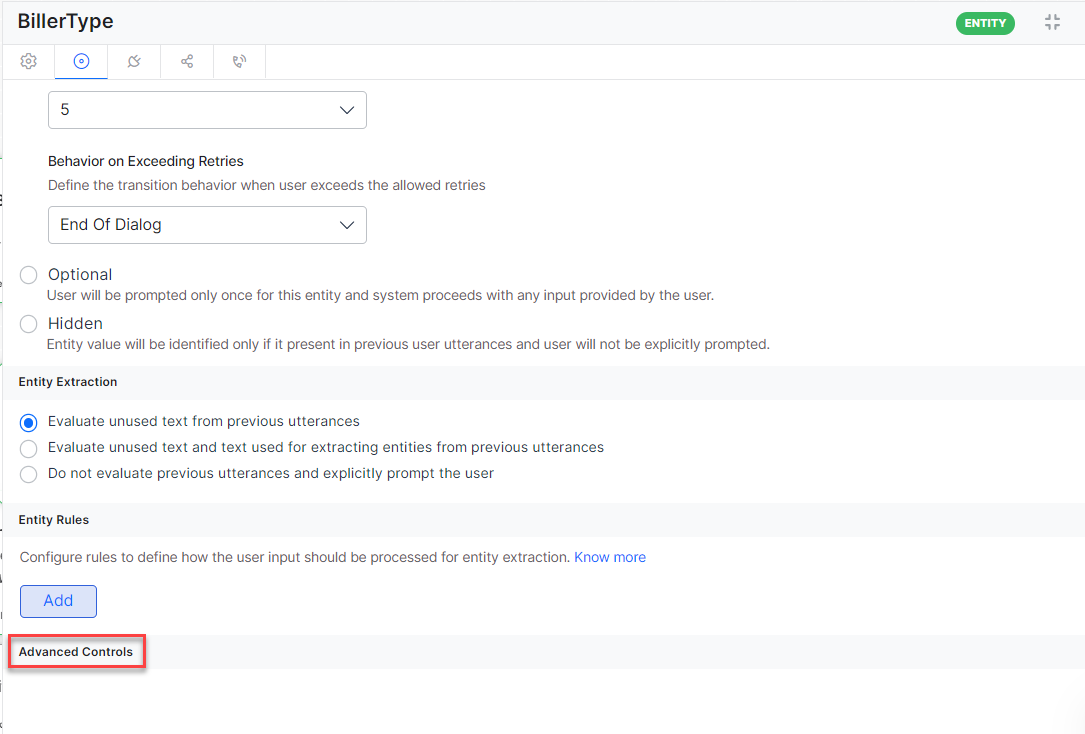 BillerType
ENTITY
5
Behavior on Exceeding Retries
Define the transition behavior when user exceeds the allowed retries
End Of Dialog
Optional
User will be prompted only once for this entity and system proceeds with any input provided by the user.
Hidden
Entity value will be identified only if it present in previous user utterances and user will not be explicitly prompted.
Entity Extraction
Evaluate unused text from previous utterances
Evaluate unused text and text used for extracting entities from previous utterances
Do not evaluate previous utterances and explicitly prompt the user
Entity Rules
Configure rules to define how the user input should be processed for entity extraction. Know more
Add
Advanced Controls